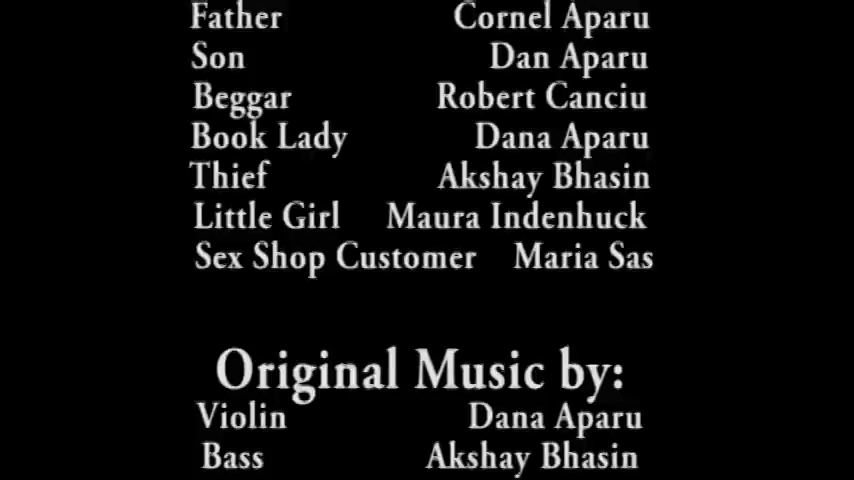 Father Cornel Aparu
Son Dan Aparu
Beggar Robert Canciu
Book Lady Dana Aparu
Thief Akshay Bhasin
Little Girl Maura Indenhuck
Sex Shop Customer Maria Sas
Original Music by:
Violin Dana Aparu
Bass Akshay Bhasin